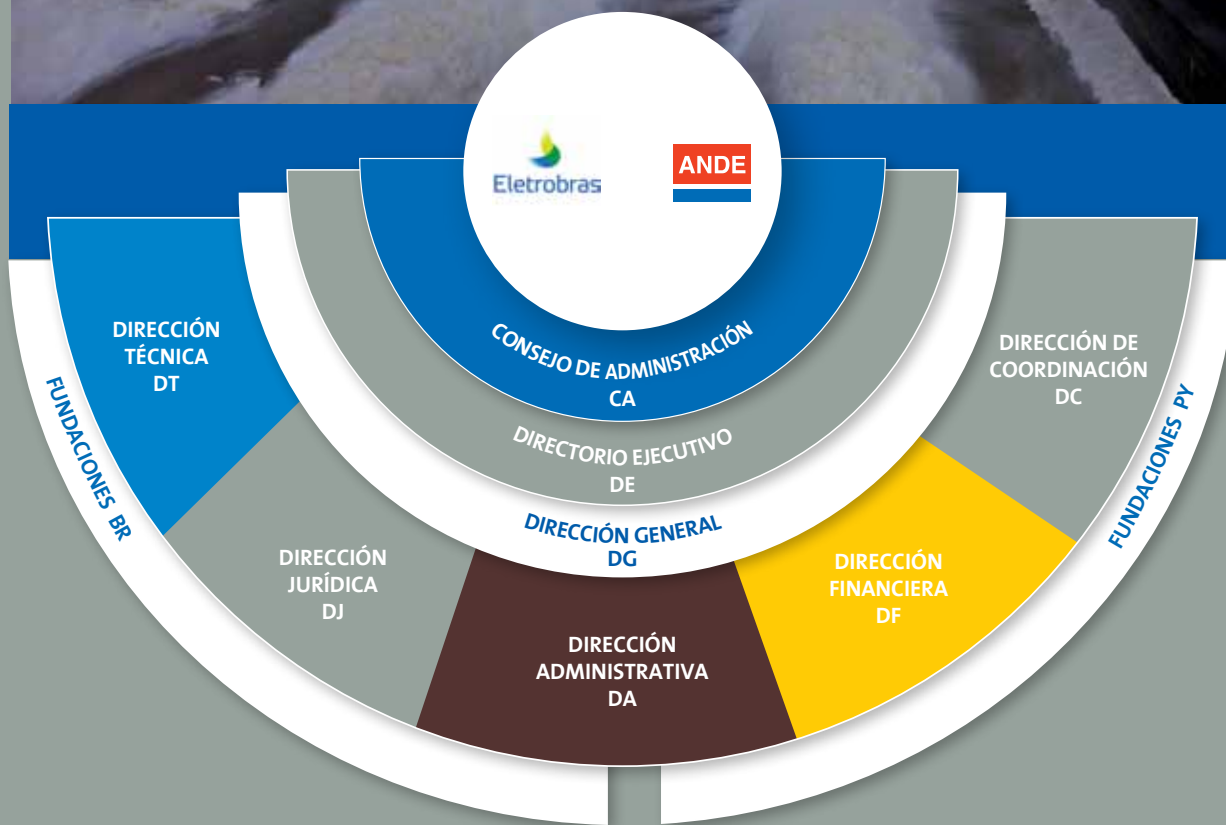 Eletrobras
ANDE
CONSEJO DE ADMINISTRACIÓN
CA
DIRECTORIO EJECUTIVO
DE
DIRECCIÓN GENERAL
DG
DIRECCIÓN
TÉCNICA
DT
DIRECCIÓN
JURÍDICA
DJ
DIRECCIÓN
ADMINISTRATIVA
DA
DIRECCIÓN
FINANCIERA
DF
DIRECCIÓN DE
COORDINACIÓN
DC
FUNDACIONES BR
FUNDACIONES PY